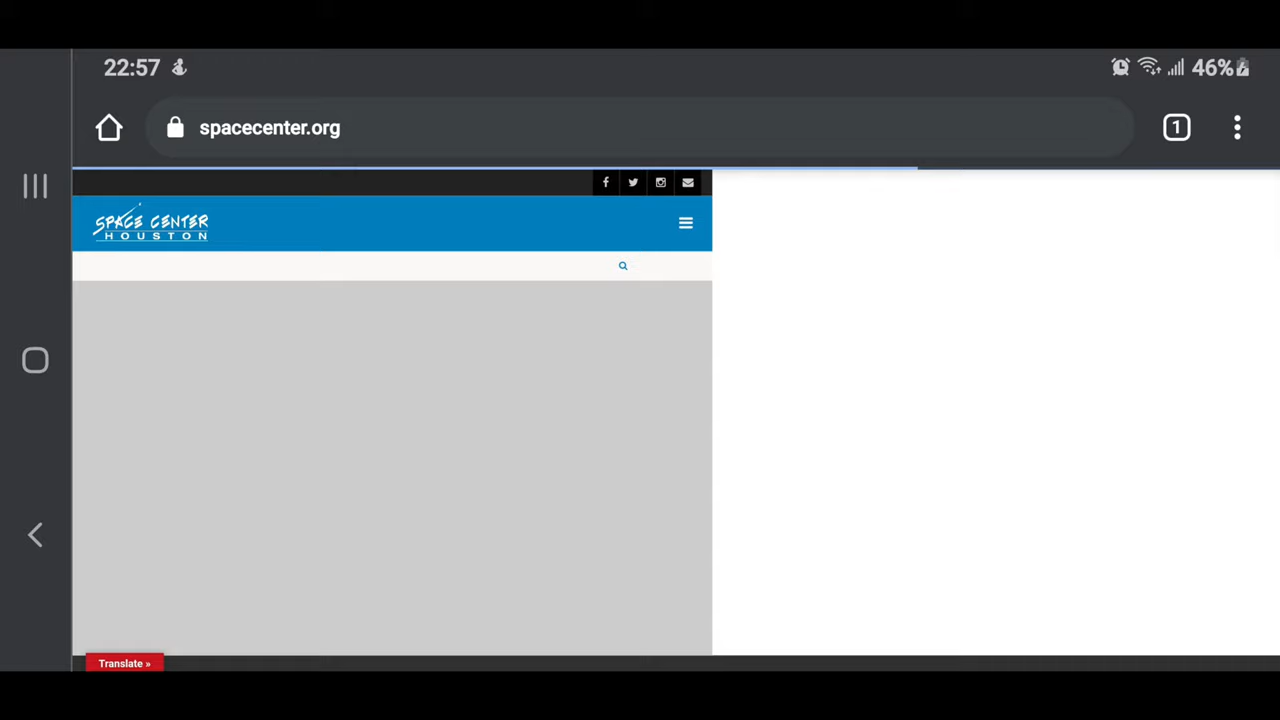 22:57
46%
spacecenter.org
1
SPACE CENTER
HOUSTON
Translate »